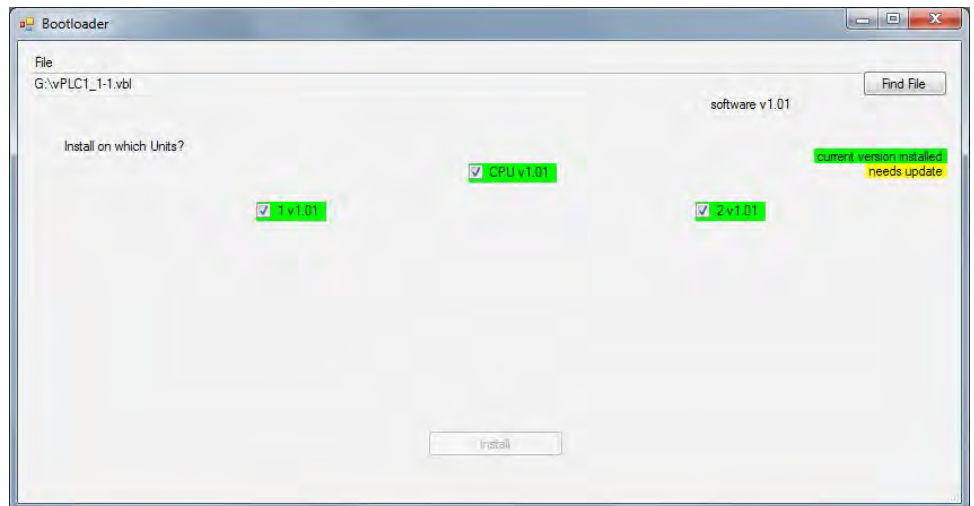 Bootloader
File
G:\vPLC1_1-1.vbl
Find File
software v1.01
Install on which Units?
current version installed
needs update
CPU v1.01
1 v1.01
2 v1.01
Install